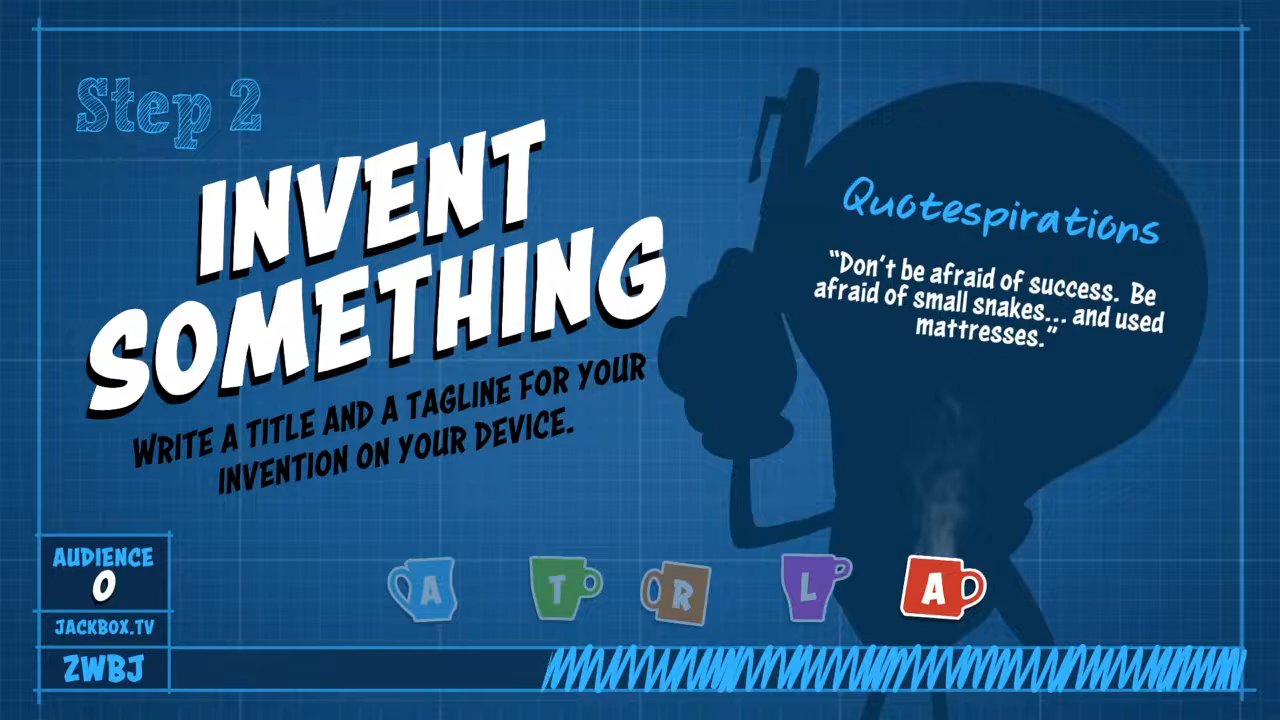 Step 2
INVENT
SOMETHING
WRITE A TITLE AND A TAGLINE FOR YOUR
INVENTION ON YOUR DEVICE.
Quotespirations
“Don’t be afraid of success. Be
afraid of small snakes... and used
mattresses.”
A
T
R
L
A
AUDIENCE
0
JACKBOX.TV
ZWBJ